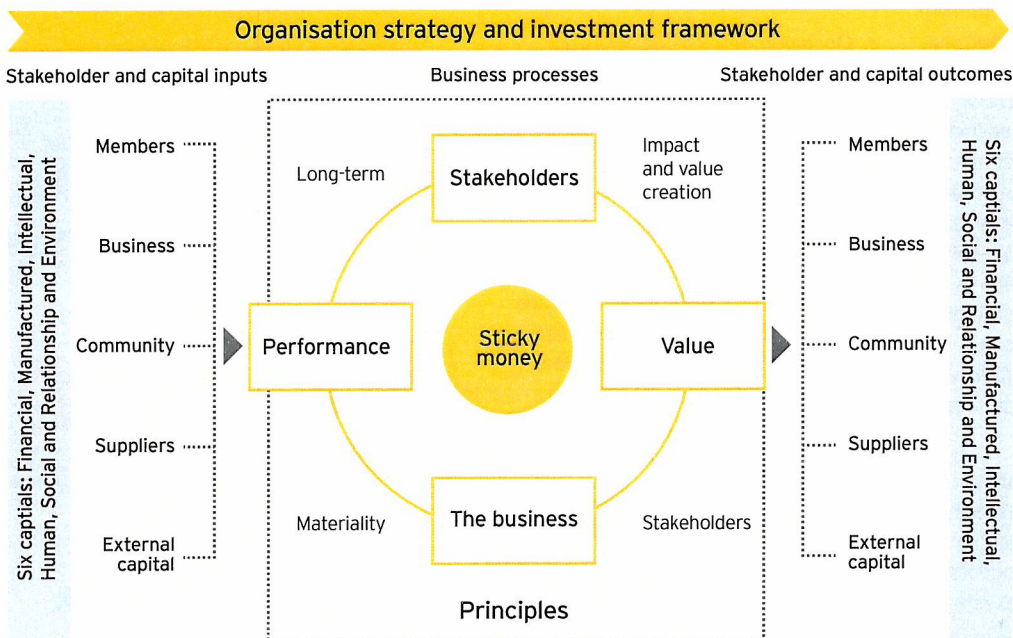 Organisation strategy and investment framework
Stakeholder and capital inputs
Business processes
Stakeholder and capital outcomes
Six captials: Financial, Manufactured, Intellectual,
Human, Social and Relationship and Environment
Members
Business
Community
Suppliers
External
capital
Long-term
Stakeholders
Impact
and value
creation
Performance
Sticky
money
Value
Materiality
The business
Stakeholders
Principles
Members
Business
Community
Suppliers
External
capital
Six captials: Financial, Manufactured, Intellectual,
Human, Social and Relationship and Environment